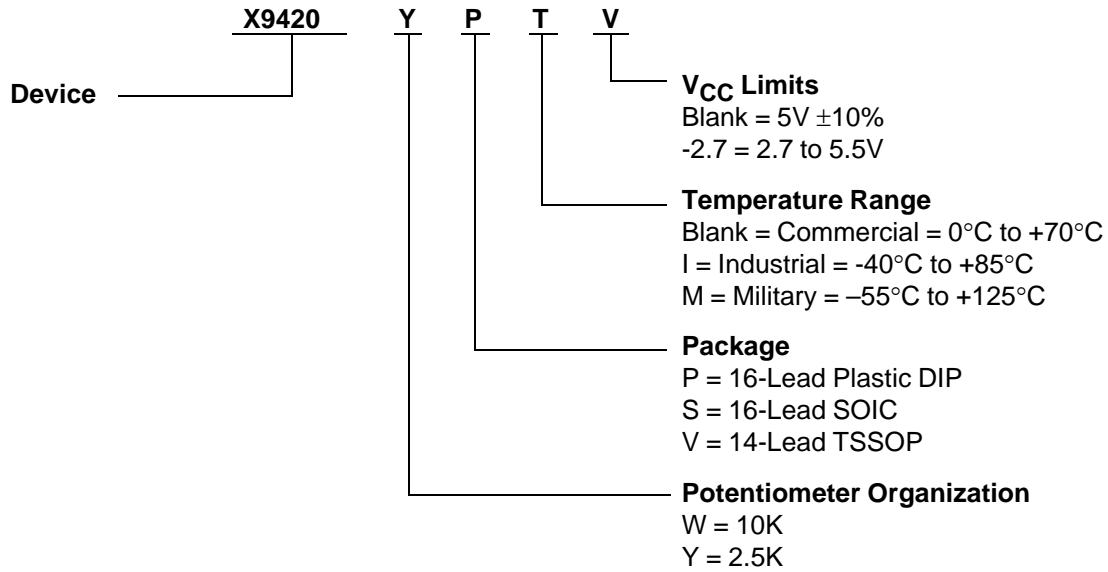 X9420 Y P T V
Device
VCC Limits
Blank = 5V ±10%
-2.7 = 2.7 to 5.5V
Temperature Range
Blank = Commercial = 0°C to +70°C
I = Industrial = -40°C to +85°C
M = Military = –55°C to +125°C
Package
P = 16-Lead Plastic DIP
S = 16-Lead SOIC
V = 14-Lead TSSOP
Potentiometer Organization
W = 10K
Y = 2.5K